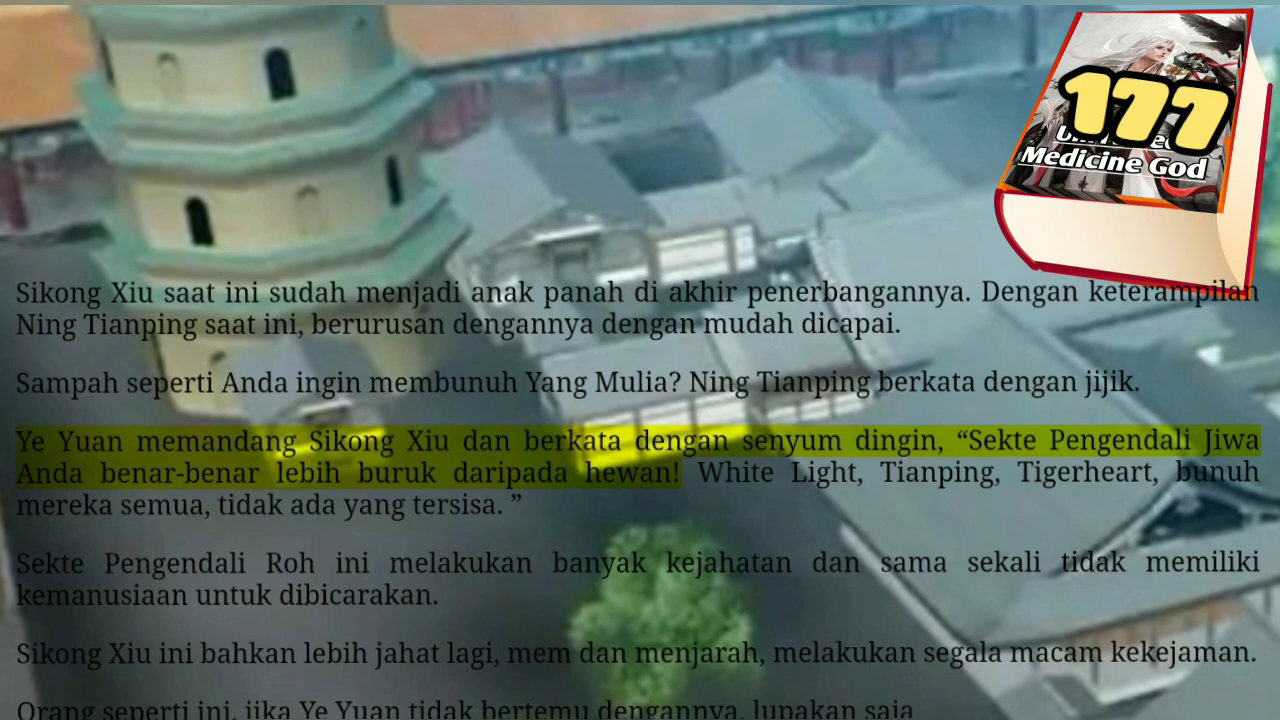 177
Medicine God
Sikong Xiu saat ini sudah menjadi anak panah di akhir penerbangannya. Dengan keterampilan
Ning Tianping saat ini, berurusan dengannya dengan mudah dicapai.
Sampah seperti Anda ingin membunuh Yang Mulia? Ning Tianping berkata dengan jijik.
Ye Yuan memandang Sikong Xiu dan berkata dengan senyum dingin, “Sekte Pengendali Jiwa
Anda benar-benar lebih buruk daripada hewan! White Light, Tianping, Tigerheart, bunuh
mereka semua, tidak ada yang tersisa. ”
Sekte Pengendali Roh ini melakukan banyak kejahatan dan sama sekali tidak memiliki
kemanusiaan untuk dibicarakan.
Sikong Xiu ini bahkan lebih jahat lagi, mem dan menjarah, melakukan segala macam kekejaman.
Orang seperti ini, jika Ye Yuan tidak bertemu dengannya, lupakan saja